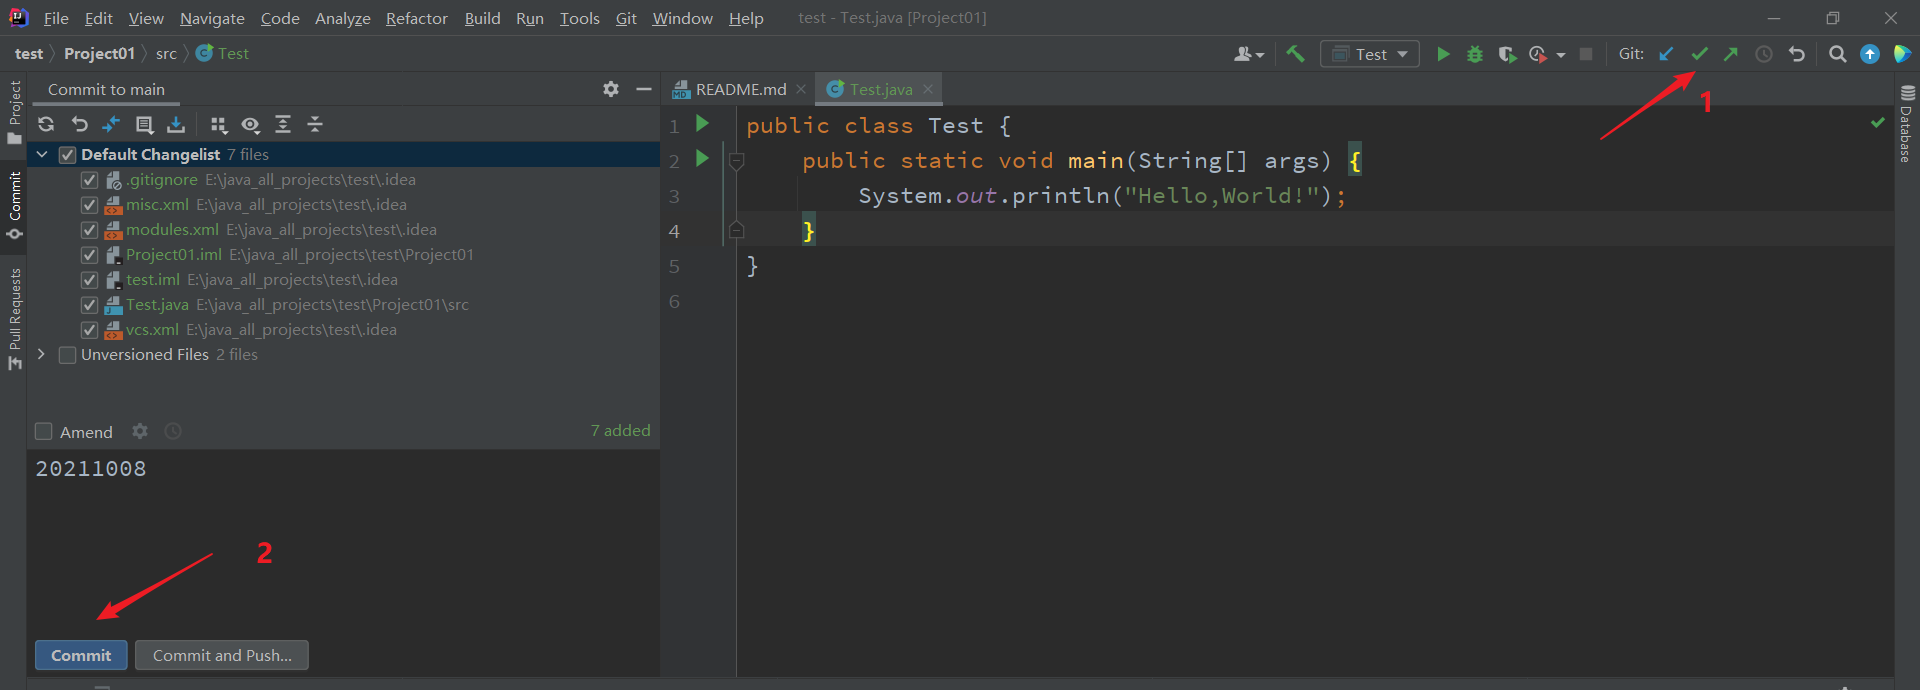 File Edit View Navigate Code Analyze Refactor Build Run Tools Git Window Help test - Test.java [Project01]
test Project01 src Test Test Git:
Project
Commit
Pull Requests
Commit to main
Default Changelist 7 files
.gitignore E:\java_all_projects\test\.idea
misc.xml E:\java_all_projects\test\.idea
modules.xml E:\java_all_projects\test\.idea
Project01.iml E:\java_all_projects\test\Project01
test.iml E:\java_all_projects\test\.idea
Test.java E:\java_all_projects\test\Project01\src
vcs.xml E:\java_all_projects\test\.idea
Unversioned Files 2 files
Amend 7 added
20211008
2
Commit Commit and Push...
README.md Test.java
1
1 public class Test {
2 public static void main(String[] args) {
3 System.out.println("Hello,World!");
4 }
5 }
6
Database